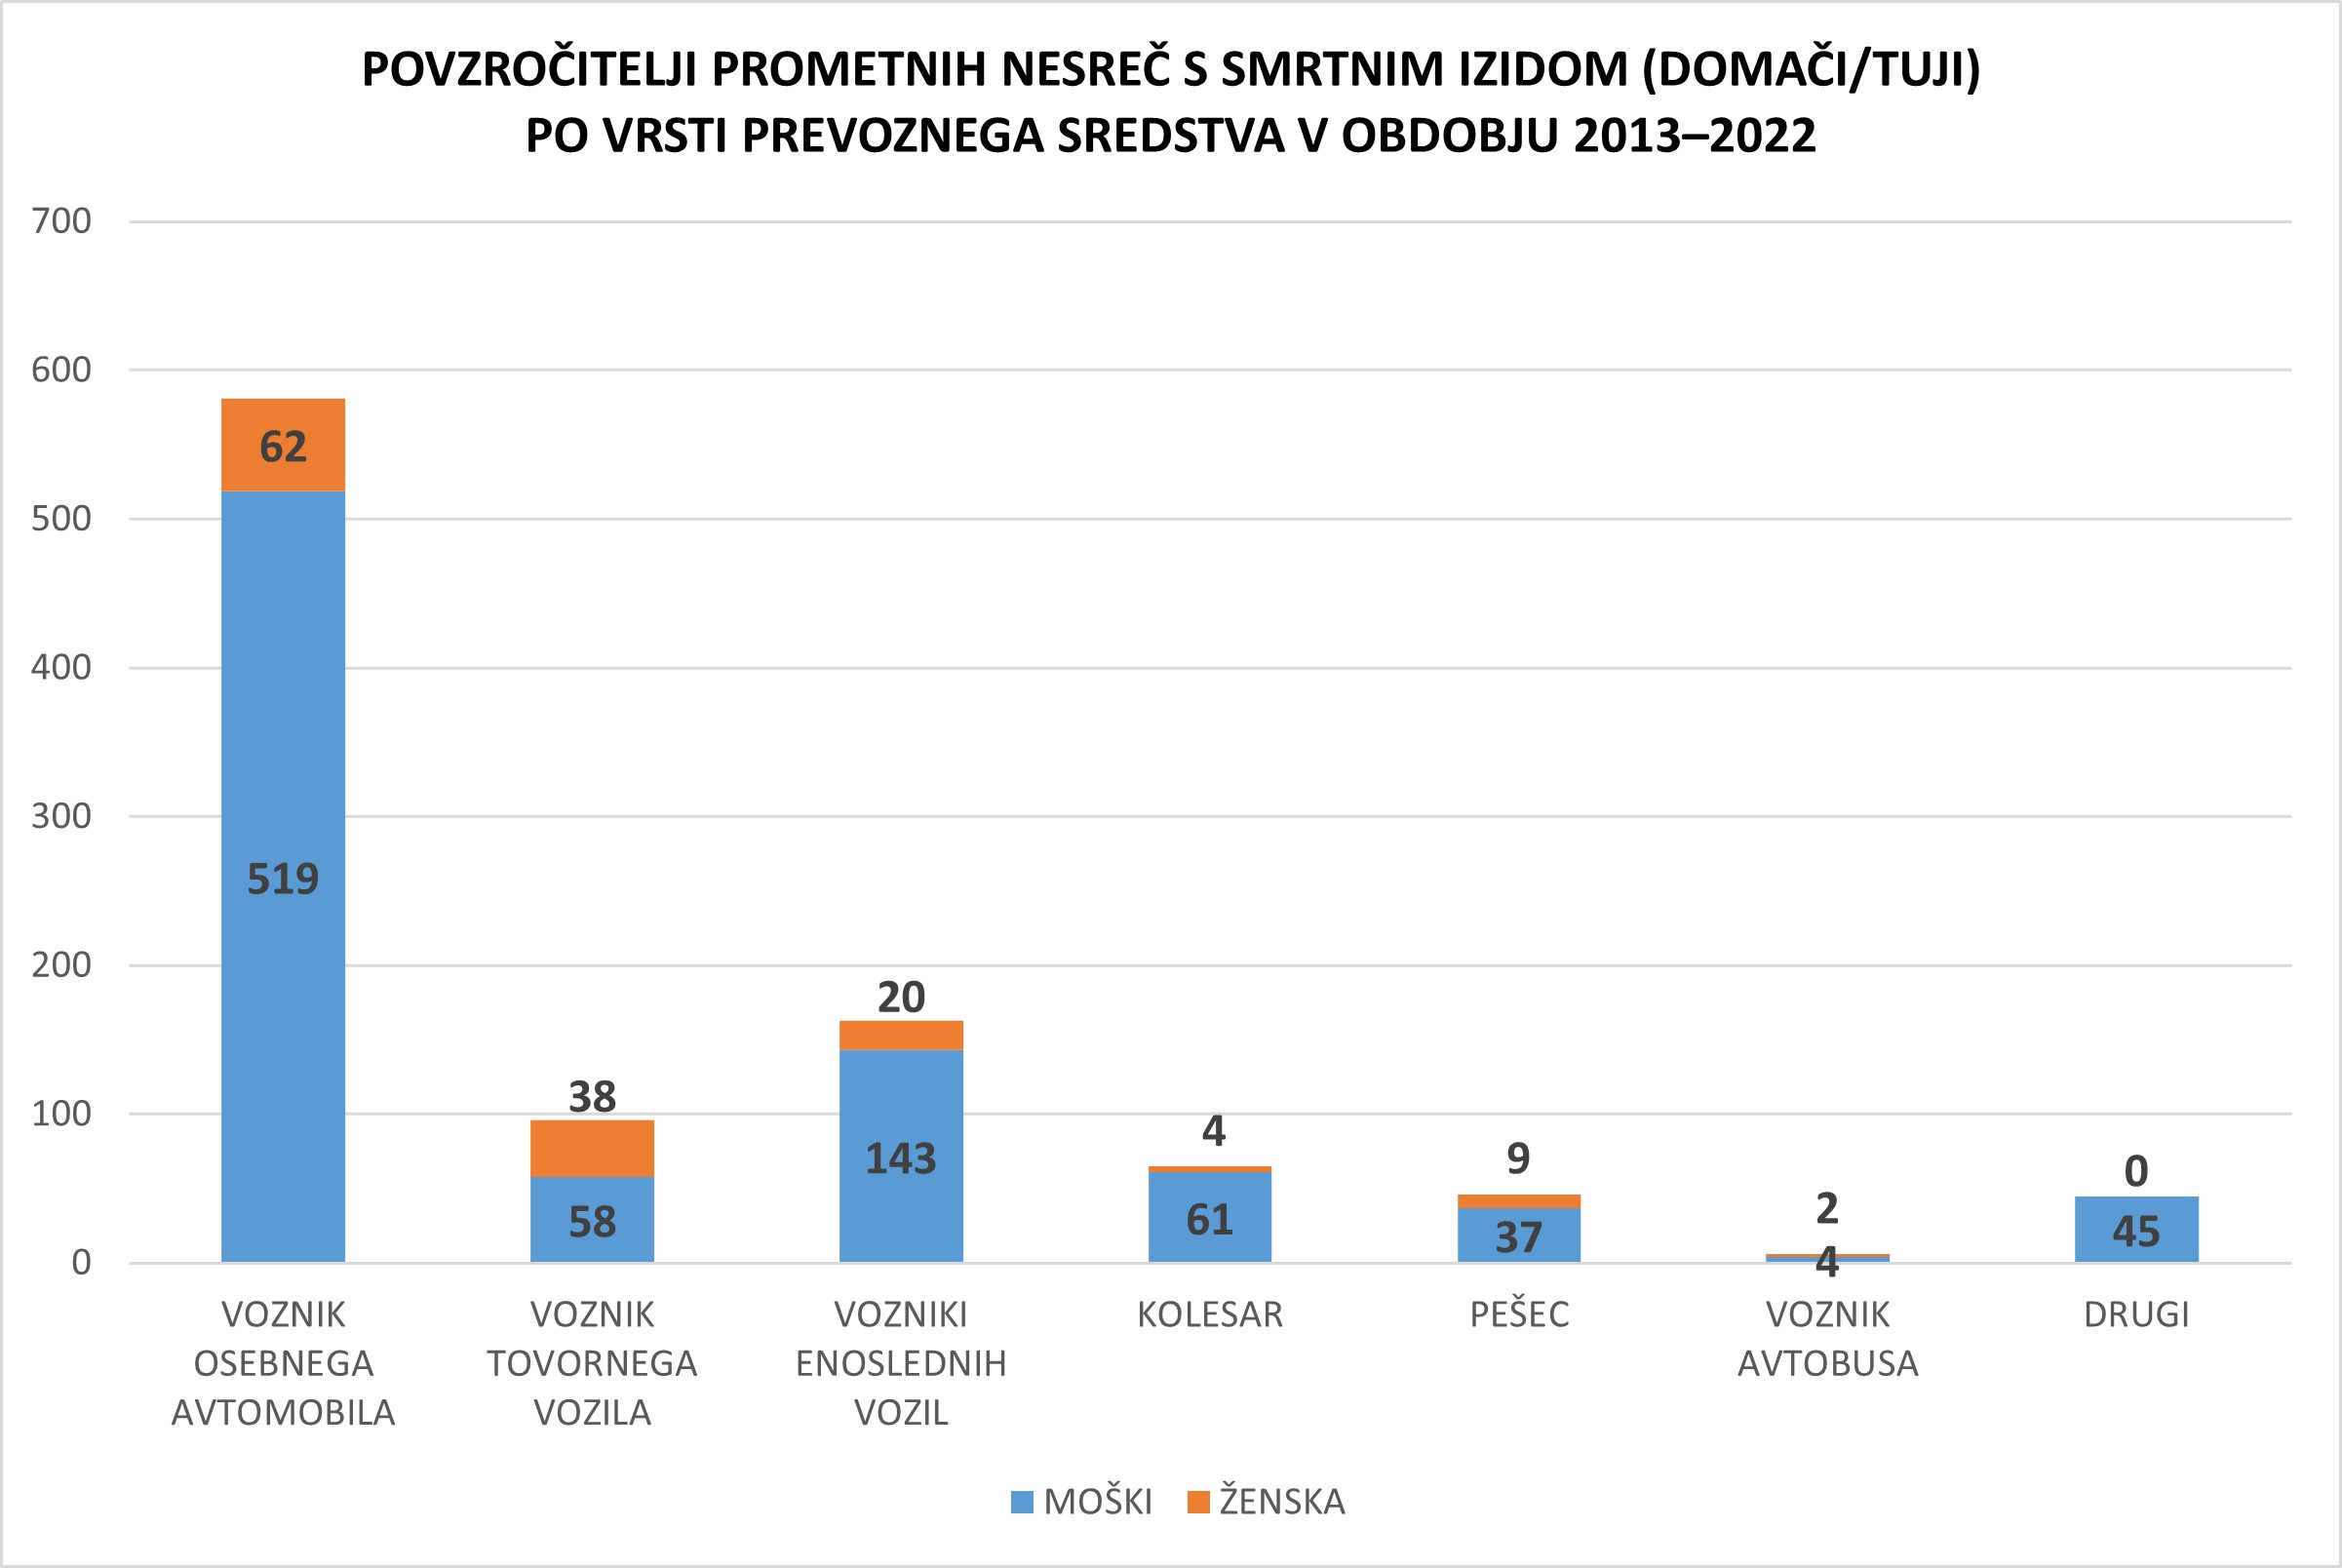 POVZROČITELJI PROMETNIH NESREČ S SMRTNIM IZIDOM (DOMAČI/TUJI)
PO VRSTI PREVOZNEGA SREDSTVA V OBDOBJU 2013–2022
700
600
500
400
300
200
100
0
62
519
38
58
20
143
4
61
9
37
2
4
0
45
VOZNIK
OSEBNEGA
AVTOMOBILA
VOZNIK
TOVORNEGA
VOZILA
VOZNIKI
ENOSLEDNIH
VOZIL
KOLESAR
PEŠEC
VOZNIK
AVTOBUSA
DRUGI
MOŠKI
ŽENSKA